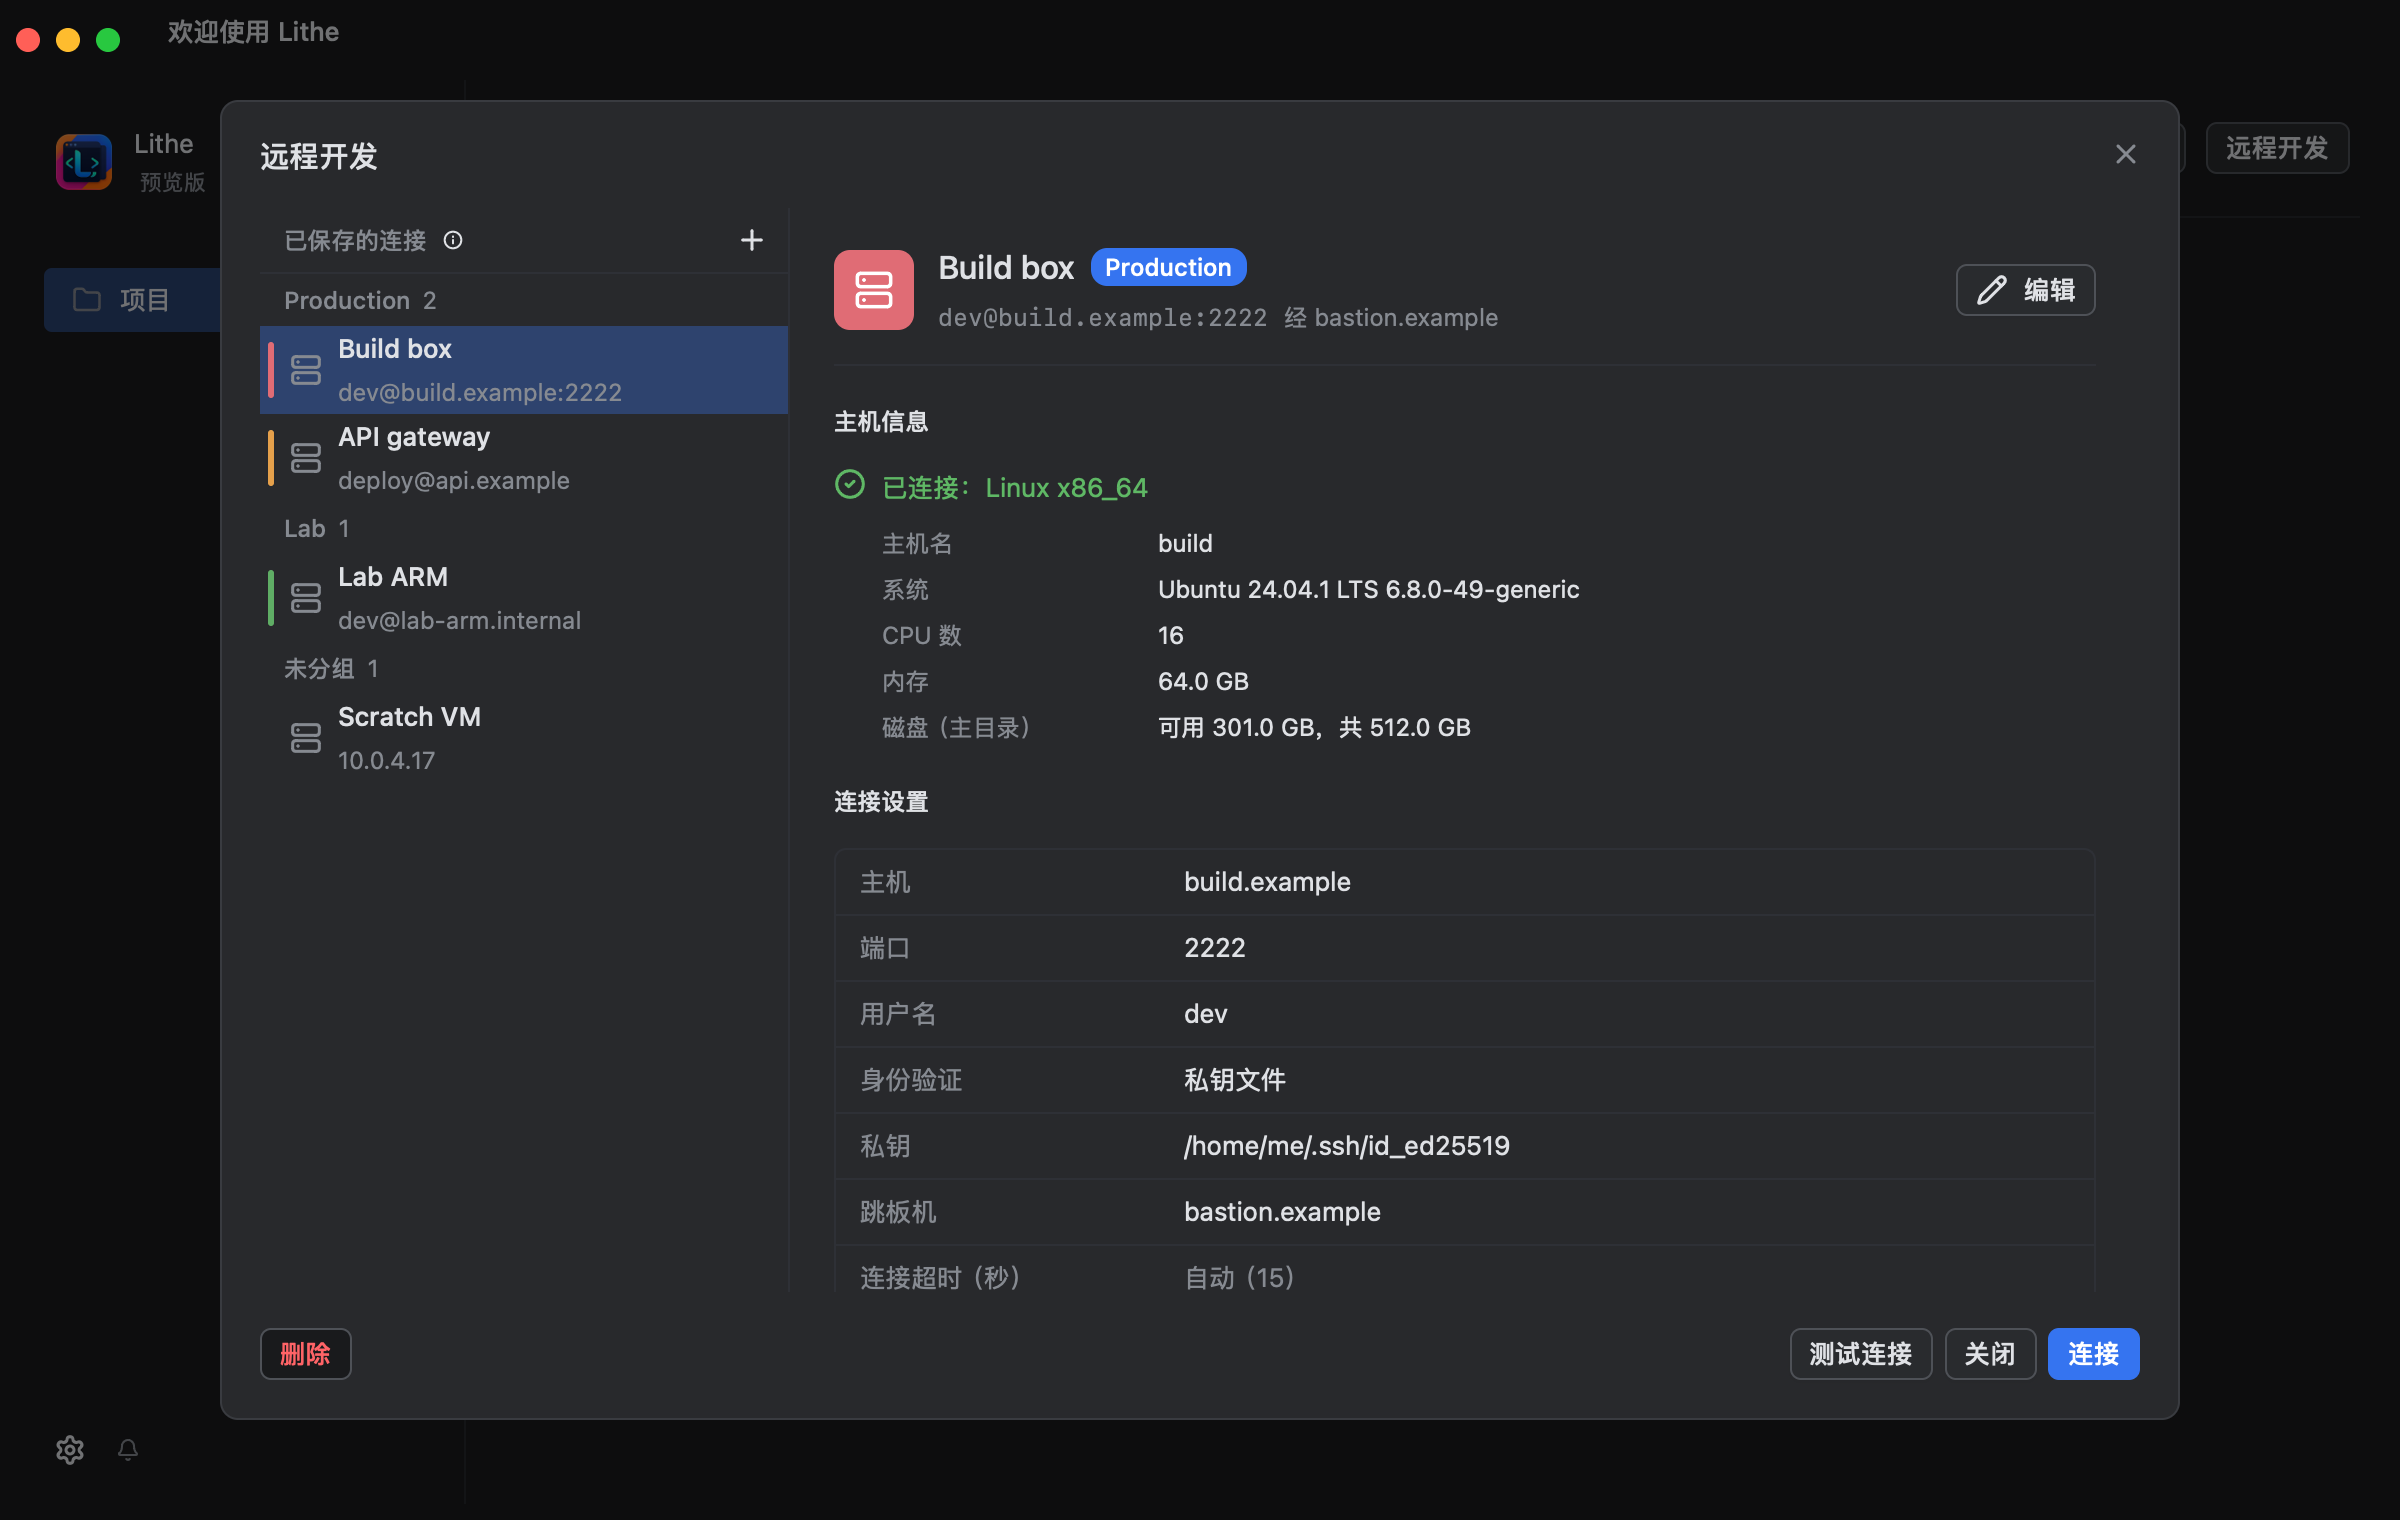 欢迎使用 Lithe
Lithe
预览版
项目
远程开发
远程开发
已保存的连接
Production 2
Build box
dev@build.example:2222
API gateway
deploy@api.example
Lab 1
Lab ARM
dev@lab-arm.internal
未分组 1
Scratch VM
10.0.4.17
Build box Production
dev@build.example:2222 经 bastion.example
编辑
主机信息
已连接：Linux x86_64
主机名 build
系统 Ubuntu 24.04.1 LTS 6.8.0-49-generic
CPU 数 16
内存 64.0 GB
磁盘（主目录） 可用 301.0 GB，共 512.0 GB
连接设置
主机 build.example
端口 2222
用户名 dev
身份验证 私钥文件
私钥 /home/me/.ssh/id_ed25519
跳板机 bastion.example
连接超时（秒） 自动（15）
删除
测试连接 关闭 连接